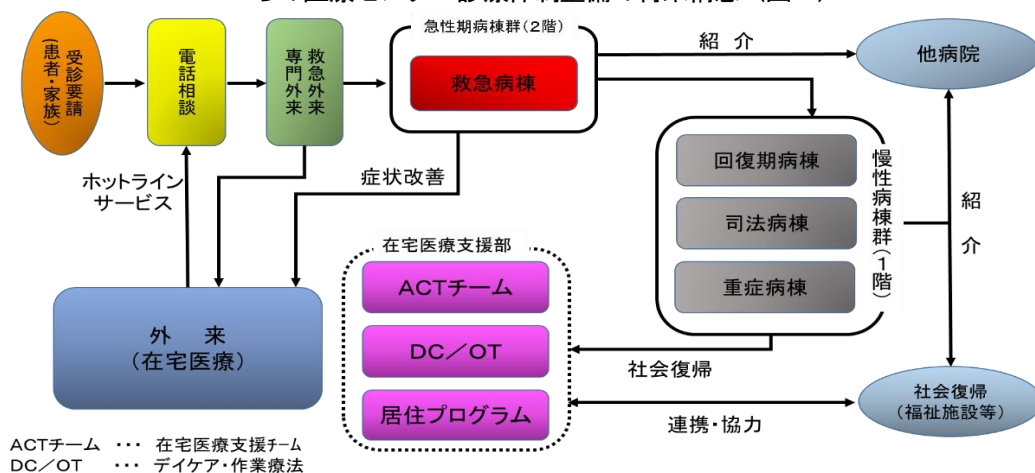 受診要請
(患者・家族)
電話相談
救急外来
専門外来
急性期病棟群(2階)
救急病棟
紹 介
他病院
ホットライン
サービス
症状改善
回復期病棟
司法病棟
重症病棟
慢性病棟群(1階)
紹 介
在宅医療支援部
ACTチーム
DC/OT
居住プログラム
外 来
(在宅医療)
社会復帰
連携・協力
社会復帰
(福祉施設等)
ACTチーム ・・・ 在宅医療支援チーム
DC/OT ・・・ デイケア・作業療法